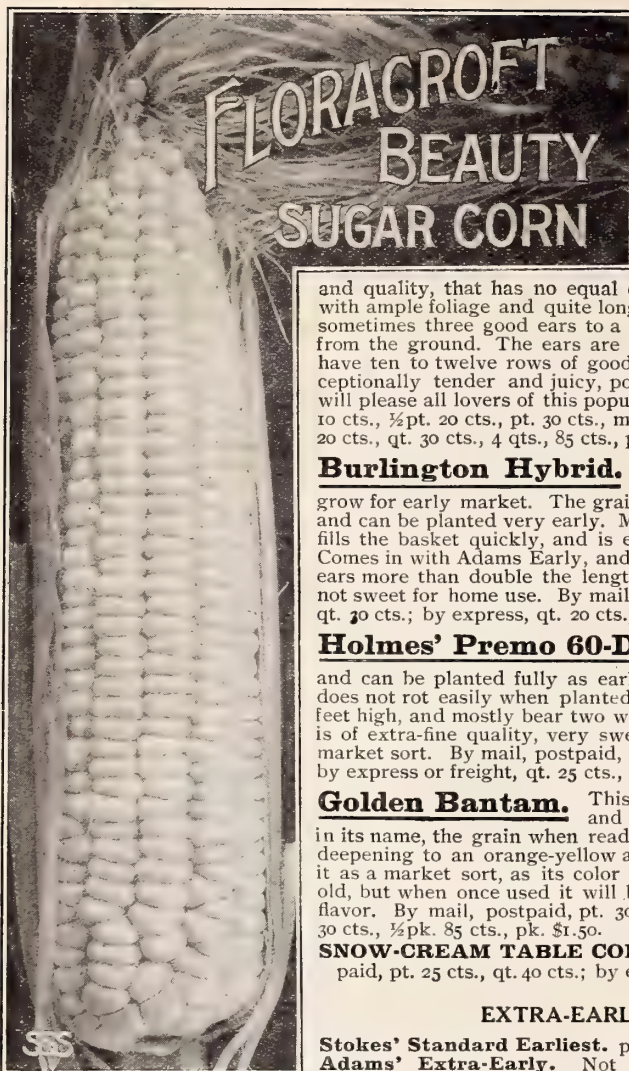 FLORACROFT
BEAUTY
SUGAR CORN
and quality, that has no equal
with ample foliage and quite long
sometimes three good ears to a
from the ground. The ears are
have ten to twelve rows of good
ceptionally tender and juicy, po
will please all lovers of this popu
10 cts., ½pt. 20 cts., pt. 30 cts., m
20 cts., qt. 30 cts., 4 qts., 85 cts., p
Burlington Hybrid.
grow for early market. The grai
and can be planted very early. M
fills the basket quickly, and is e
Comes in with Adams Early, and
ears more than double the lengt
not sweet for home use. By mail
qt. 30 cts.; by express, qt. 20 cts.
Holmes' Premo 60-D
and can be planted fully as earl
does not rot easily when planted
feet high, and mostly bear two w
is of extra-fine quality, very swe
market sort. By mail, postpaid,
by express or freight, qt. 25 cts.,
Golden Bantam. This
and
in its name, the grain when read
deepening to an orange-yellow a
it as a market sort, as its color
old, but when once used it will
flavor. By mail, postpaid, pt. 30
30 cts., ½pk. 85 cts., pk. $1.50.
SNOW-CREAM TABLE COR
paid, pt. 25 cts., qt. 40 cts.; by e
EXTRA-EARL
Stokes' Standard Earliest. p
Adams' Extra-Early. Not
SGS